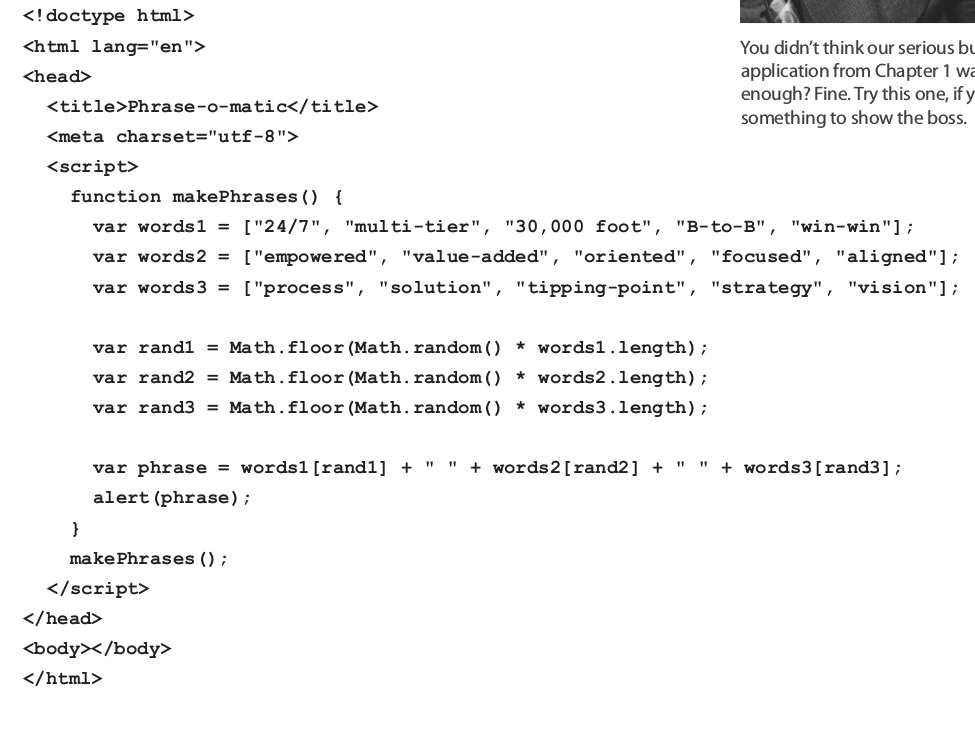 <!doctype html>
<html lang="en">
<head>
<title>Phrase-o-matic</title>
<meta charset="utf-8">
<script>
function makePhrases() {
var words1 = ["24/7", "multi-tier", "30,000 foot", "B-to-B", "win-win"];
var words2 = ["empowered", "value-added", "oriented", "focused", "aligned"];
var words3 = ["process", "solution", "tipping-point", "strategy", "vision"];
var rand1 = Math.floor(Math.random() * words1.length);
var rand2 = Math.floor(Math.random() * words2.length);
var rand3 = Math.floor(Math.random() * words3.length);
var phrase = words1[rand1] + " " + words2[rand2] + " " + words3[rand3];
alert(phrase);
}
makePhrases();
</script>
</head>
<body></body>
</html>
You didn't think our serious
application from Chapter 1
enough? Fine. Try this one, if
something to show the boss.